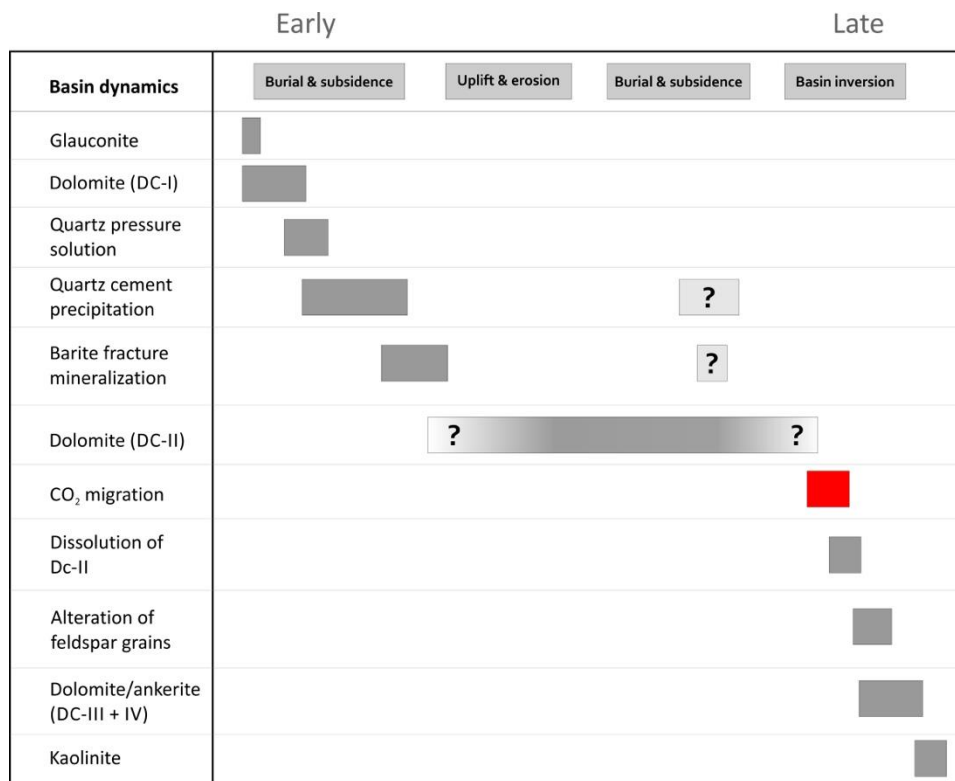 Early Late
Basin dynamics Burial & subsidence Uplift & erosion Burial & subsidence Basin inversion
Glauconite
Dolomite (DC-I)
Quartz pressure
solution
Quartz cement
precipitation
?
Barite fracture
mineralization
?
Dolomite (DC-II) ? ?
CO₂ migration
Dissolution of
Dc-II
Alteration of
feldspar grains
Dolomite/ankerite
(DC-III + IV)
Kaolinite